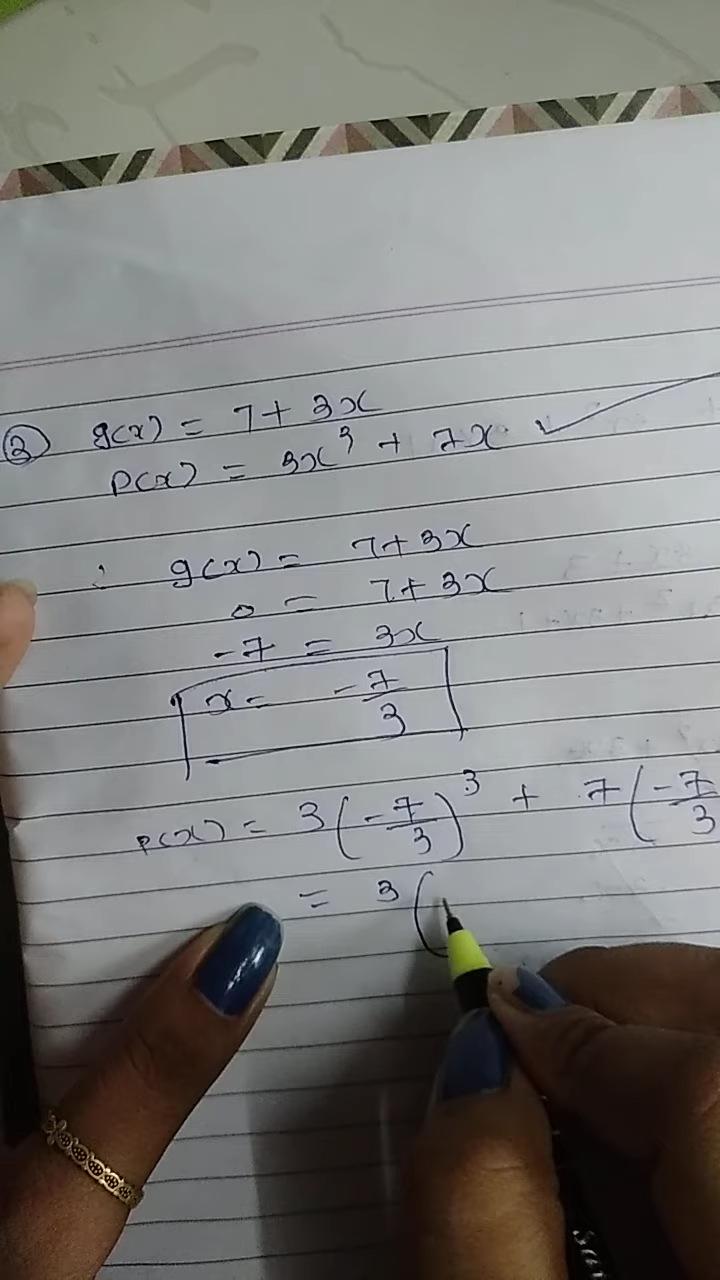 ③ g(x) = 7 + 3x
p(x) = 3x³ + 7x ✓
∴ g(x) = 7+3x
0 = 7+3x
-7 = 3x
x = -7/3
p(x) = 3(-7/3)³ + 7(-7/3
= 3(